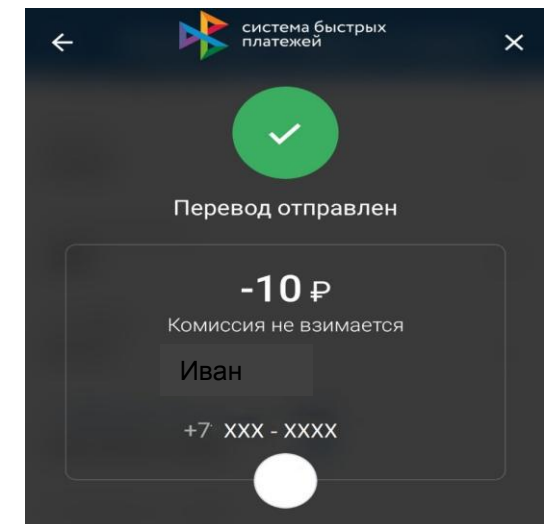 система быстрых
платежей
Перевод отправлен
-10 ₽
Комиссия не взимается
Иван
+7 XXX - XXXX